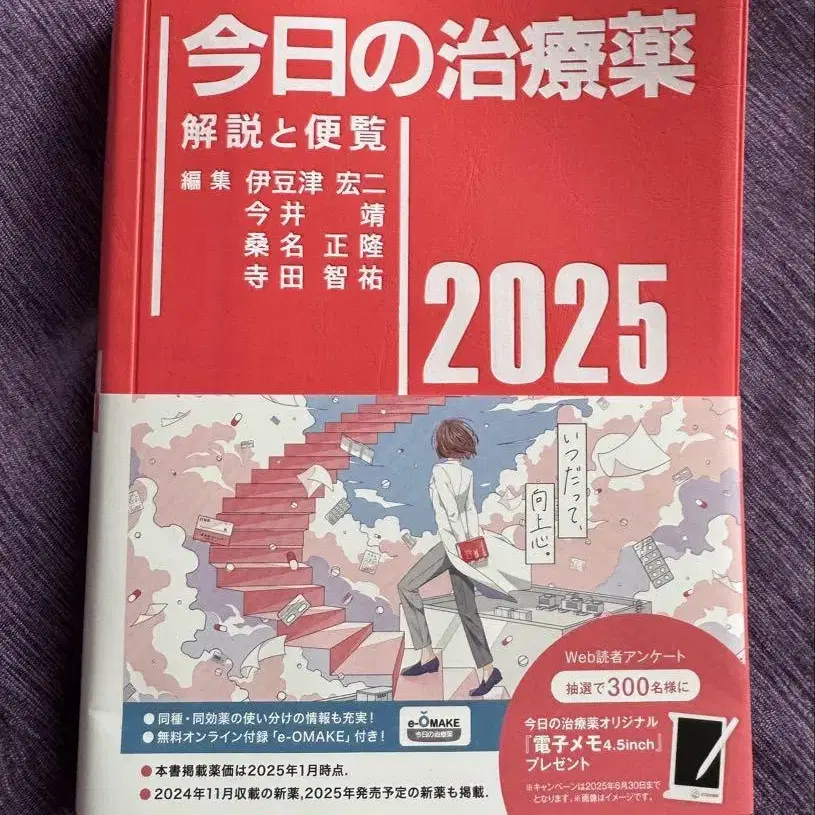 今日の治療薬
解説と便覧
編集 伊豆津 宏二
今井 靖
桑名 正隆
寺田 智祐
2025
いつだって、
向上心。
Web読者アンケート
抽選で300名様に
今日の治療薬オリジナル
『電子メモ4.5inch』
プレゼント
※キャンペーンは2025年6月30日まで
となります。※画像はイメージです。
●同種・同効薬の使い分けの情報も充実！
●無料オンライン付録「e-OMAKE」付き！
e-OMAKE
今日の治療薬
●本書掲載薬価は2025年1月時点.
●2024年11月収載の新薬,2025年発売予定の新薬も掲載.